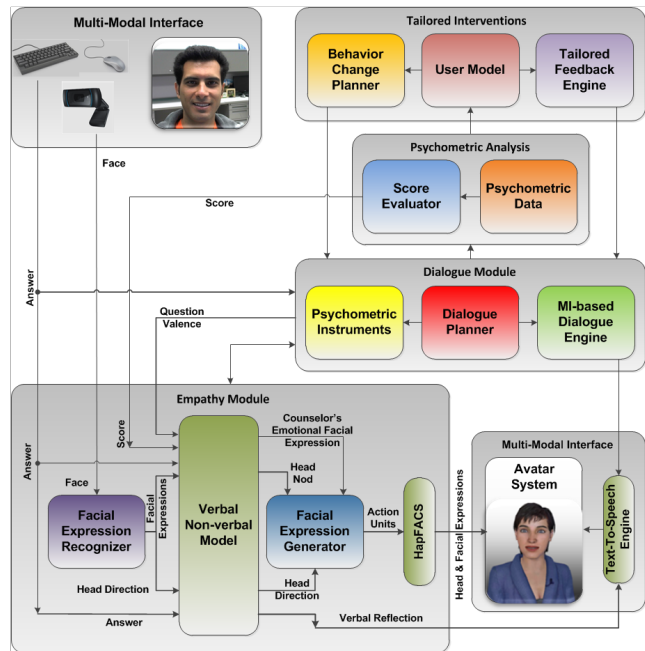 Multi-Modal Interface
Tailored Interventions
Behavior
Change
Planner
User Model
Tailored
Feedback
Engine
Face
Psychometric Analysis
Score
Evaluator
Psychometric
Data
Score
Answer
Dialogue Module
Question
Valence
Psychometric
Instruments
Dialogue
Planner
MI-based
Dialogue
Engine
Empathy Module
Counselor's
Emotional Facial
Expression
Score
Answer
Face
Facial
Expressions
Facial
Expression
Recognizer
Verbal
Non-verbal
Model
Head
Nod
Facial
Expression
Generator
Action
Units
HapFACS
Head & Facial Expressions
Multi-Modal Interface
Avatar
System
Text-To-Speech
Engine
Head Direction
Head
Direction
Answer
Verbal Reflection